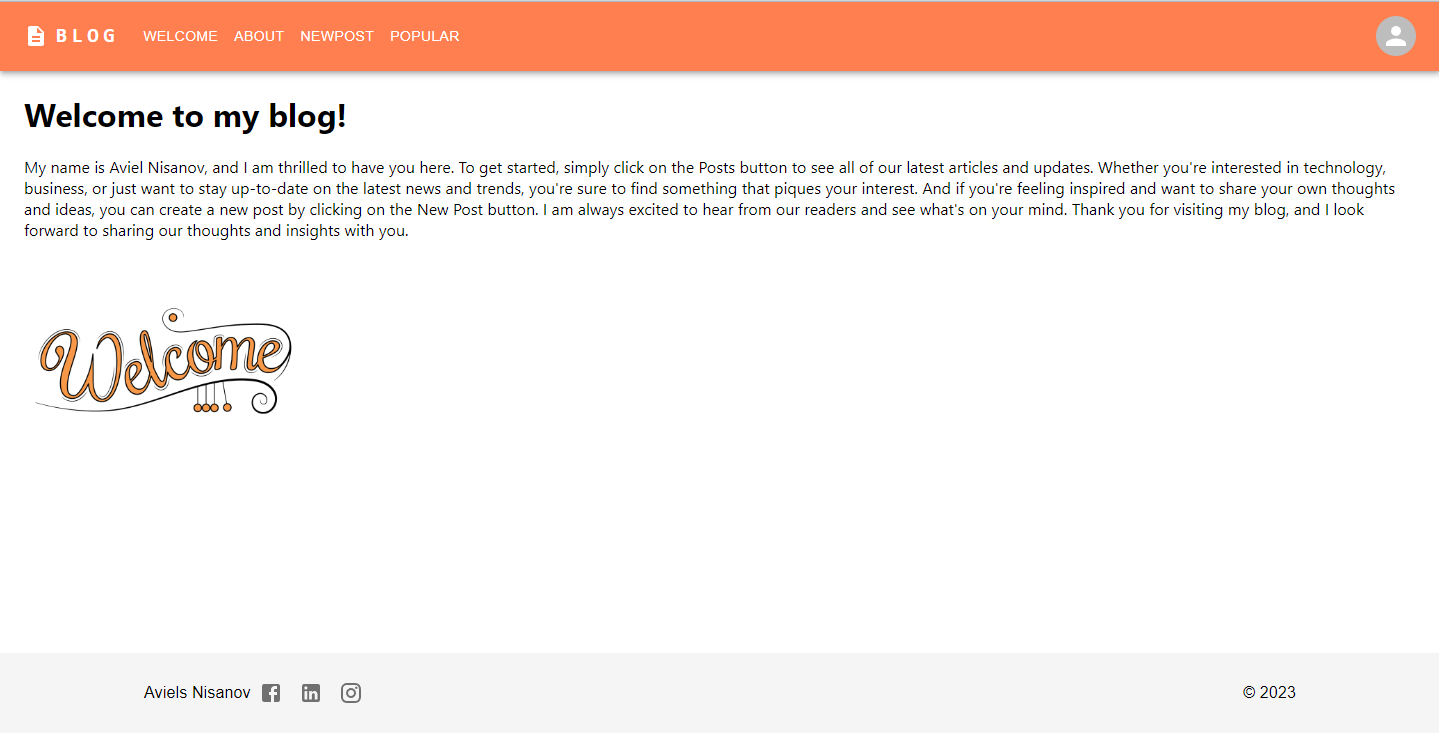 BLOG WELCOME ABOUT NEWPOST POPULAR
Welcome to my blog!
My name is Aviel Nisanov, and I am thrilled to have you here. To get started, simply click on the Posts button to see all of our latest articles and updates. Whether you're interested in technology,
business, or just want to stay up-to-date on the latest news and trends, you're sure to find something that piques your interest. And if you're feeling inspired and want to share your own thoughts
and ideas, you can create a new post by clicking on the New Post button. I am always excited to hear from our readers and see what's on your mind. Thank you for visiting my blog, and I look
forward to sharing our thoughts and insights with you.
Welcome
Aviels Nisanov © 2023